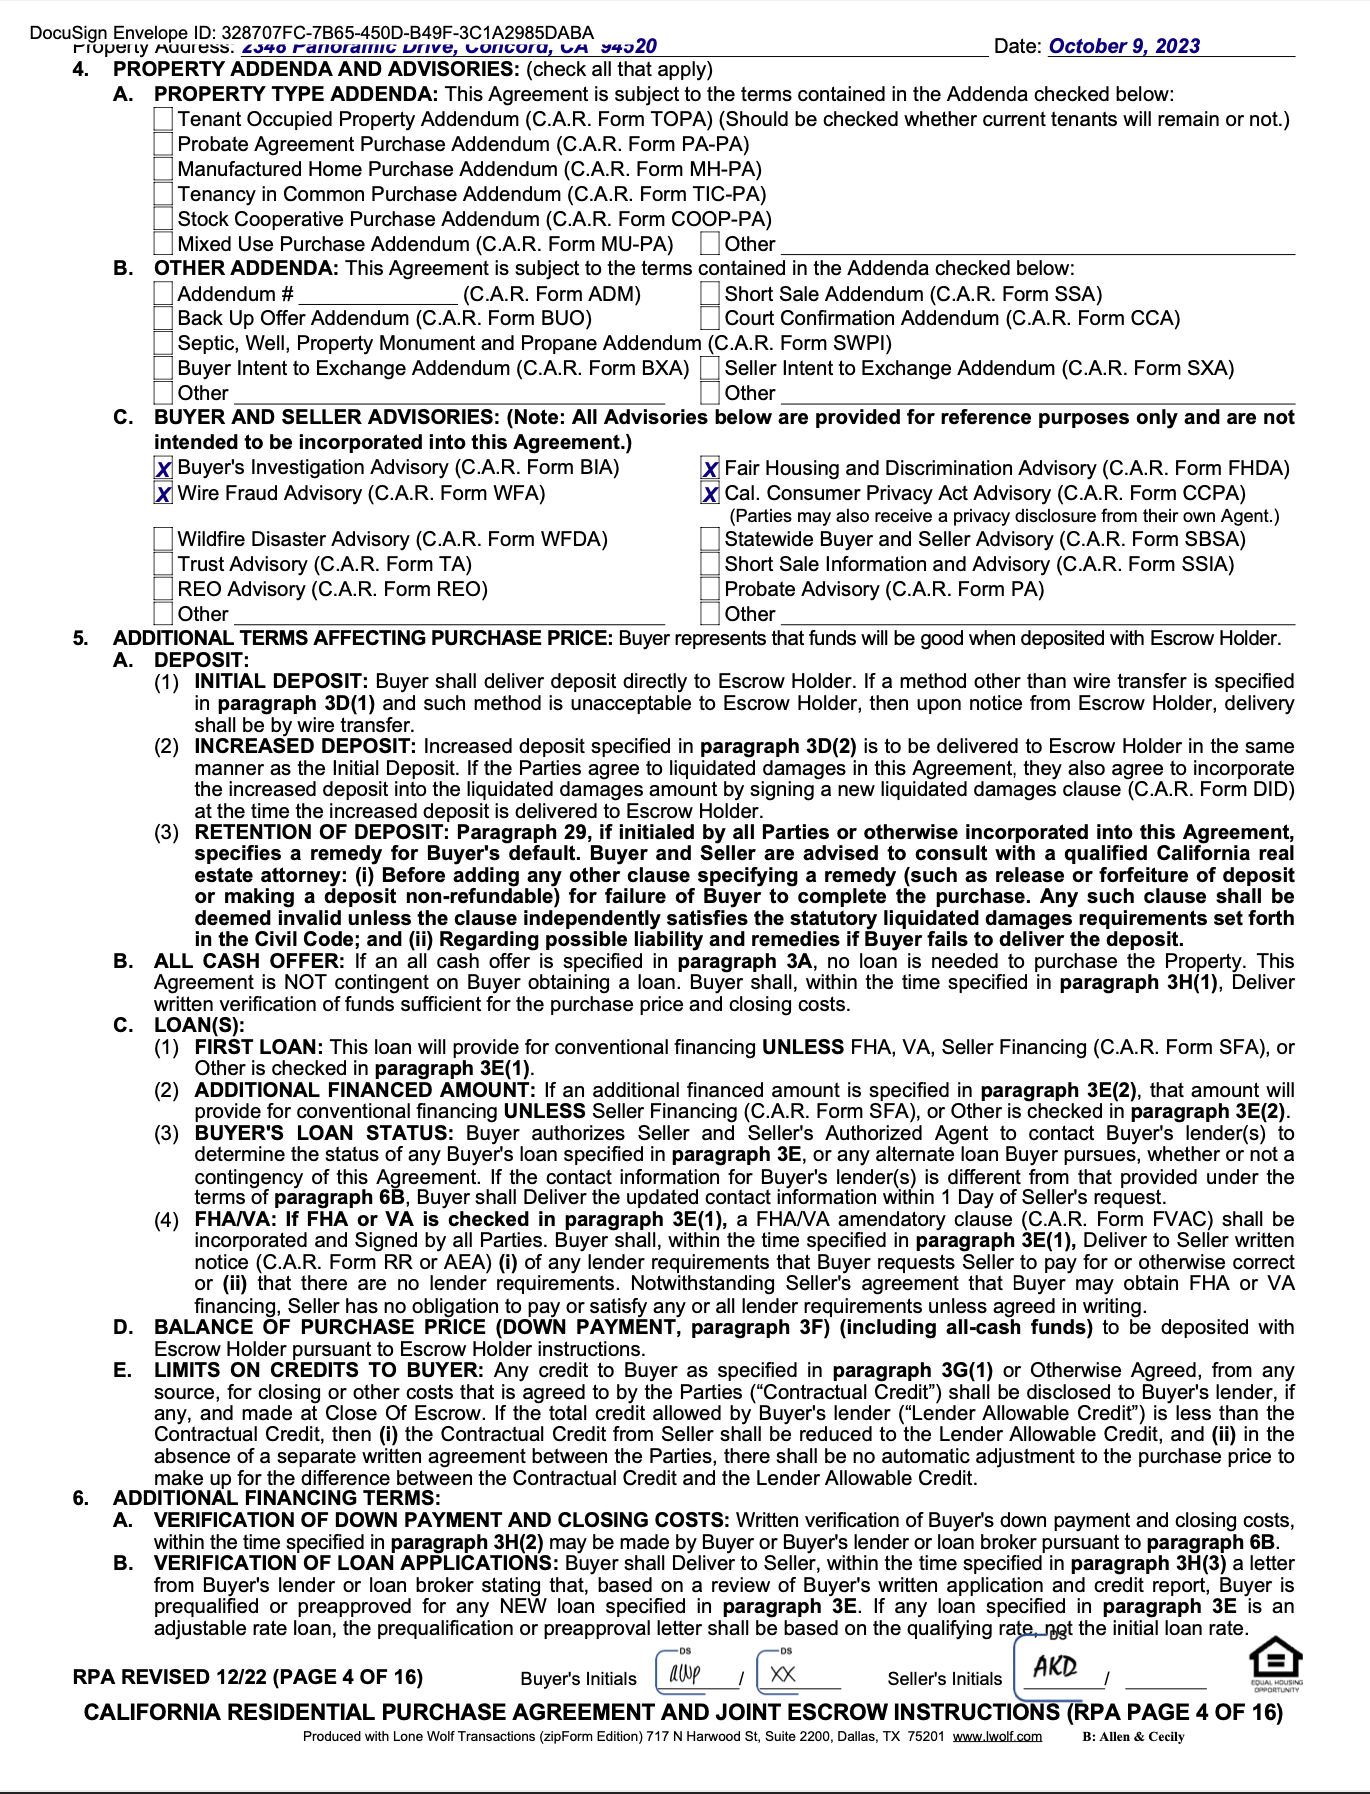 DocuSign Envelope ID: 328707FC-7B65-450D-B49F-3C1A2985DABA
Property Address: 2348 Panoramic Drive, Concord, CA 94520 Date: October 9, 2023
4. PROPERTY ADDENDA AND ADVISORIES: (check all that apply)
A. PROPERTY TYPE ADDENDA: This Agreement is subject to the terms contained in the Addenda checked below:
Tenant Occupied Property Addendum (C.A.R. Form TOPA) (Should be checked whether current tenants will remain or not.)
Probate Agreement Purchase Addendum (C.A.R. Form PA-PA)
Manufactured Home Purchase Addendum (C.A.R. Form MH-PA)
Tenancy in Common Purchase Addendum (C.A.R. Form TIC-PA)
Stock Cooperative Purchase Addendum (C.A.R. Form COOP-PA)
Mixed Use Purchase Addendum (C.A.R. Form MU-PA) Other
B. OTHER ADDENDA: This Agreement is subject to the terms contained in the Addenda checked below:
Addendum # (C.A.R. Form ADM) Short Sale Addendum (C.A.R. Form SSA)
Back Up Offer Addendum (C.A.R. Form BUO) Court Confirmation Addendum (C.A.R. Form CCA)
Septic, Well, Property Monument and Propane Addendum (C.A.R. Form SWPI)
Buyer Intent to Exchange Addendum (C.A.R. Form BXA) Seller Intent to Exchange Addendum (C.A.R. Form SXA)
Other Other
C. BUYER AND SELLER ADVISORIES: (Note: All Advisories below are provided for reference purposes only and are not
intended to be incorporated into this Agreement.)
X Buyer's Investigation Advisory (C.A.R. Form BIA) X Fair Housing and Discrimination Advisory (C.A.R. Form FHDA)
X Wire Fraud Advisory (C.A.R. Form WFA) X Cal. Consumer Privacy Act Advisory (C.A.R. Form CCPA)
(Parties may also receive a privacy disclosure from their own Agent.)
Wildfire Disaster Advisory (C.A.R. Form WFDA) Statewide Buyer and Seller Advisory (C.A.R. Form SBSA)
Trust Advisory (C.A.R. Form TA) Short Sale Information and Advisory (C.A.R. Form SSIA)
REO Advisory (C.A.R. Form REO) Probate Advisory (C.A.R. Form PA)
Other Other
5. ADDITIONAL TERMS AFFECTING PURCHASE PRICE: Buyer represents that funds will be good when deposited with Escrow Holder.
A. DEPOSIT:
(1) INITIAL DEPOSIT: Buyer shall deliver deposit directly to Escrow Holder. If a method other than wire transfer is specified
in paragraph 3D(1) and such method is unacceptable to Escrow Holder, then upon notice from Escrow Holder, delivery
shall be by wire transfer.
(2) INCREASED DEPOSIT: Increased deposit specified in paragraph 3D(2) is to be delivered to Escrow Holder in the same
manner as the Initial Deposit. If the Parties agree to liquidated damages in this Agreement, they also agree to incorporate
the increased deposit into the liquidated damages amount by signing a new liquidated damages clause (C.A.R. Form DID)
at the time the increased deposit is delivered to Escrow Holder.
(3) RETENTION OF DEPOSIT: Paragraph 29, if initialed by all Parties or otherwise incorporated into this Agreement,
specifies a remedy for Buyer's default. Buyer and Seller are advised to consult with a qualified California real
estate attorney: (i) Before adding any other clause specifying a remedy (such as release or forfeiture of deposit
or making a deposit non-refundable) for failure of Buyer to complete the purchase. Any such clause shall be
deemed invalid unless the clause independently satisfies the statutory liquidated damages requirements set forth
in the Civil Code; and (ii) Regarding possible liability and remedies if Buyer fails to deliver the deposit.
B. ALL CASH OFFER: If an all cash offer is specified in paragraph 3A, no loan is needed to purchase the Property. This
Agreement is NOT contingent on Buyer obtaining a loan. Buyer shall, within the time specified in paragraph 3H(1), Deliver
written verification of funds sufficient for the purchase price and closing costs.
C. LOAN(S):
(1) FIRST LOAN: This loan will provide for conventional financing UNLESS FHA, VA, Seller Financing (C.A.R. Form SFA), or
Other is checked in paragraph 3E(1).
(2) ADDITIONAL FINANCED AMOUNT: If an additional financed amount is specified in paragraph 3E(2), that amount will
provide for conventional financing UNLESS Seller Financing (C.A.R. Form SFA), or Other is checked in paragraph 3E(2).
(3) BUYER'S LOAN STATUS: Buyer authorizes Seller and Seller's Authorized Agent to contact Buyer's lender(s) to
determine the status of any Buyer's loan specified in paragraph 3E, or any alternate loan Buyer pursues, whether or not a
contingency of this Agreement. If the contact information for Buyer's lender(s) is different from that provided under the
terms of paragraph 6B, Buyer shall Deliver the updated contact information within 1 Day of Seller's request.
(4) FHA/VA: If FHA or VA is checked in paragraph 3E(1), a FHA/VA amendatory clause (C.A.R. Form FVAC) shall be
incorporated and Signed by all Parties. Buyer shall, within the time specified in paragraph 3E(1), Deliver to Seller written
notice (C.A.R. Form RR or AEA) (i) of any lender requirements that Buyer requests Seller to pay for or otherwise correct
or (ii) that there are no lender requirements. Notwithstanding Seller's agreement that Buyer may obtain FHA or VA
financing, Seller has no obligation to pay or satisfy any or all lender requirements unless agreed in writing.
D. BALANCE OF PURCHASE PRICE (DOWN PAYMENT, paragraph 3F) (including all-cash funds) to be deposited with
Escrow Holder pursuant to Escrow Holder instructions.
E. LIMITS ON CREDITS TO BUYER: Any credit to Buyer as specified in paragraph 3G(1) or Otherwise Agreed, from any
source, for closing or other costs that is agreed to by the Parties (“Contractual Credit”) shall be disclosed to Buyer's lender, if
any, and made at Close Of Escrow. If the total credit allowed by Buyer's lender (“Lender Allowable Credit”) is less than the
Contractual Credit, then (i) the Contractual Credit from Seller shall be reduced to the Lender Allowable Credit, and (ii) in the
absence of a separate written agreement between the Parties, there shall be no automatic adjustment to the purchase price to
make up for the difference between the Contractual Credit and the Lender Allowable Credit.
6. ADDITIONAL FINANCING TERMS:
A. VERIFICATION OF DOWN PAYMENT AND CLOSING COSTS: Written verification of Buyer's down payment and closing costs,
within the time specified in paragraph 3H(2) may be made by Buyer or Buyer's lender or loan broker pursuant to paragraph 6B.
B. VERIFICATION OF LOAN APPLICATIONS: Buyer shall Deliver to Seller, within the time specified in paragraph 3H(3) a letter
from Buyer's lender or loan broker stating that, based on a review of Buyer's written application and credit report, Buyer is
prequalified or preapproved for any NEW loan specified in paragraph 3E. If any loan specified in paragraph 3E is an
adjustable rate loan, the prequalification or preapproval letter shall be based on the qualifying rate, not the initial loan rate.
DS DS DS
RPA REVISED 12/22 (PAGE 4 OF 16) Buyer's Initials / XX Seller's Initials AKD /
EQUAL HOUSING
OPPORTUNITY
CALIFORNIA RESIDENTIAL PURCHASE AGREEMENT AND JOINT ESCROW INSTRUCTIONS (RPA PAGE 4 OF 16)
Produced with Lone Wolf Transactions (zipForm Edition) 717 N Harwood St, Suite 2200, Dallas, TX 75201 www.lwolf.com B: Allen & Cecily